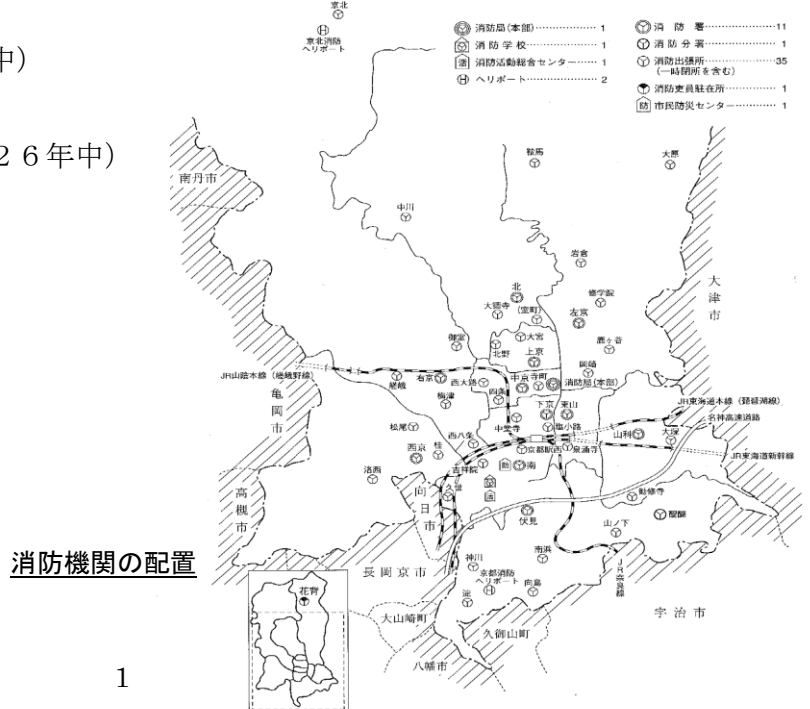 中)
26年中)
消防局(本部) 1
消防学校 1
消防活動総合センター 1
ヘリポート 2
消防署 11
消防分署 1
消防出張所 35
(一時閉所を含む)
消防吏員駐在所 1
市民防災センター 1
京北
京北消防
ヘリポート
鞍馬
大原
南丹市
中川
岩倉
大津市
修学院
北
大徳寺
(室町)
左京
御室
大宮
鹿ヶ谷
北野
上京
岡崎
JR山陰本線(嵯峨野線)
嵯峨
右京
西大路
中京
寺町
消防局(本部)
亀岡市
梅津
四条
JR東海道本線(琵琶湖線)
名神高速道路
下京
東山
松尾
中堂寺
塩小路
山科
大塚
西八条
西京
桂
京都駅西
泉涌寺
JR東海道新幹線
洛西
吉祥院
防
南
久世
向日市
高槻市
消
勧修寺
伏見
山ノ下
醍醐
消防機関の配置
長岡京市
神川
南浜
京都消防
ヘリポート
向島
JR奈良線
花背
淀
大山崎町
宇治市
久御山町
八幡市
1